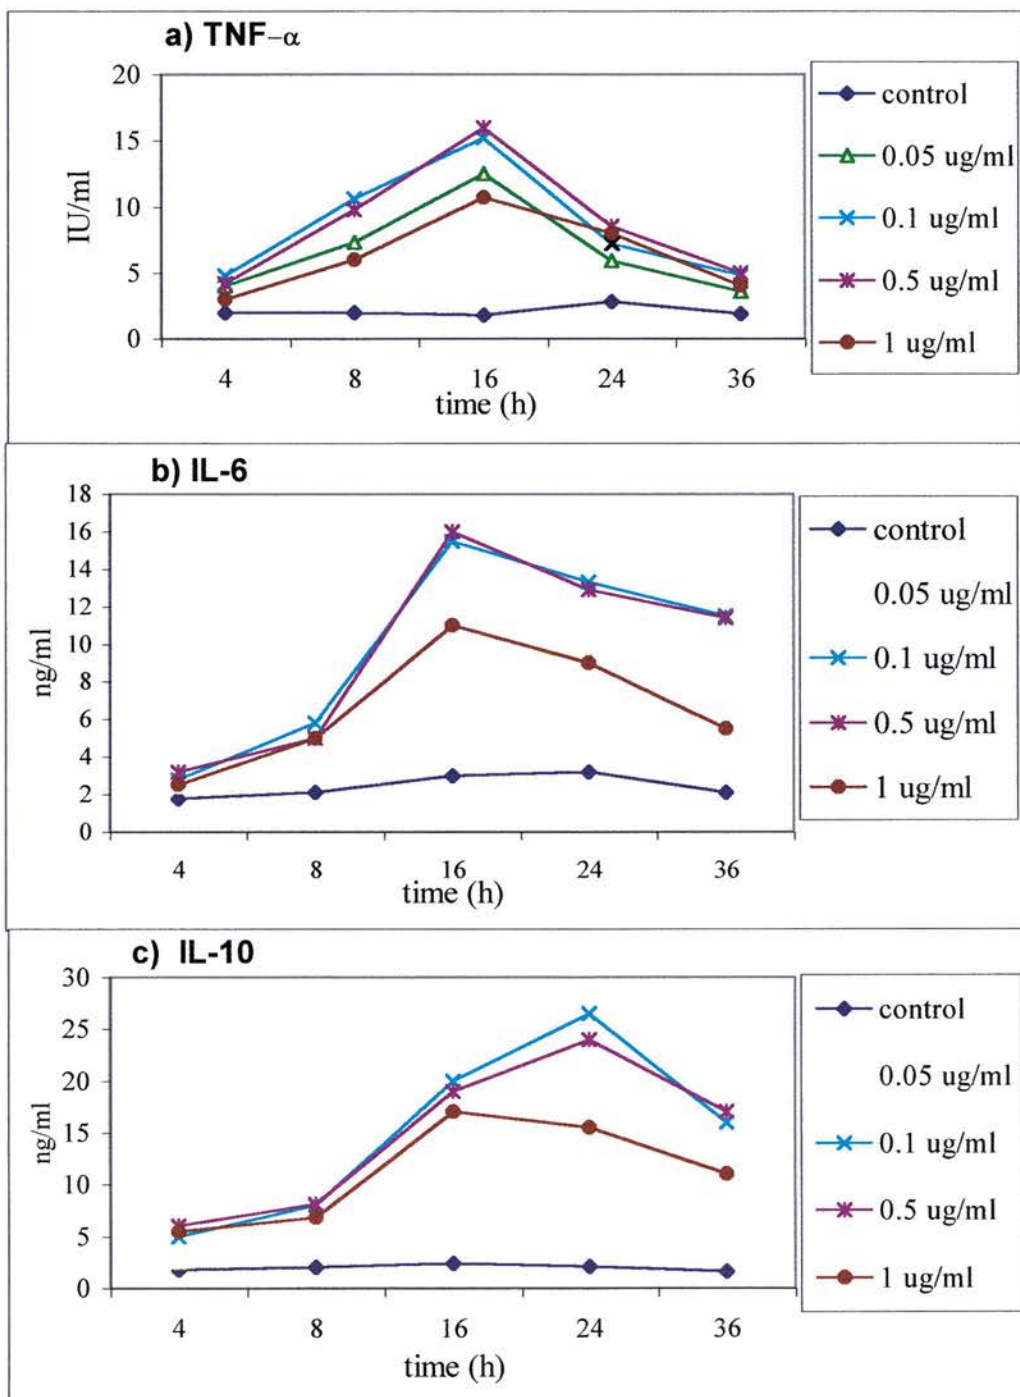 a) TNF-α
20
15
10
5
0
IU/ml
4 8 16 24 36
time (h)
control
0.05 ug/ml
0.1 ug/ml
0.5 ug/ml
1 ug/ml
b) IL-6
18
16
14
12
10
8
6
4
2
0
ng/ml
4 8 16 24 36
time (h)
control
0.05 ug/ml
0.1 ug/ml
0.5 ug/ml
1 ug/ml
c) IL-10
30
25
20
15
10
5
0
ng/ml
4 8 16 24 36
time (h)
control
0.05 ug/ml
0.1 ug/ml
0.5 ug/ml
1 ug/ml